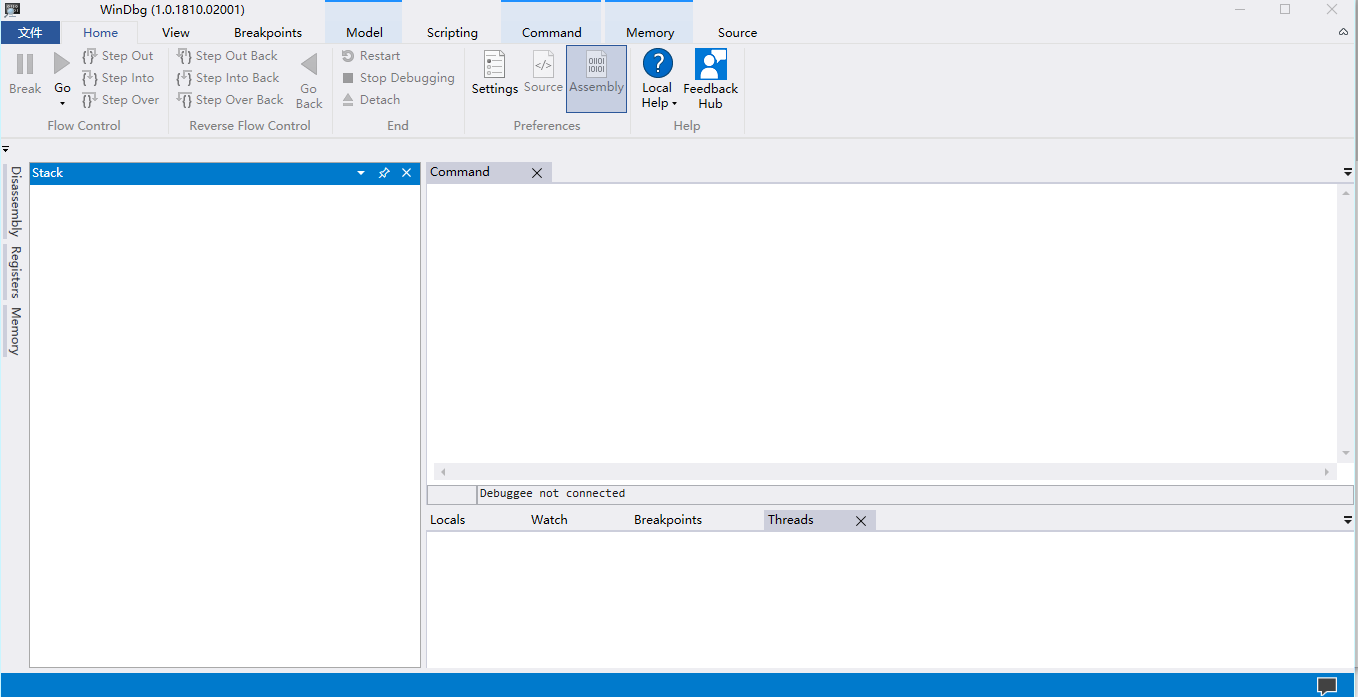 WinDbg (1.0.1810.02001)
文件 Home View Breakpoints Model Scripting Command Memory Source
Break
Go
Step Out
Step Into
Step Over
Flow Control
Step Out Back
Step Into Back
Step Over Back
Go
Back
Reverse Flow Control
Restart
Stop Debugging
Detach
End
Settings
Source
Assembly
Preferences
Local
Help
Feedback
Hub
Help
Disassembly
Registers
Memory
Stack
Command
Debuggee not connected
Locals Watch Breakpoints Threads